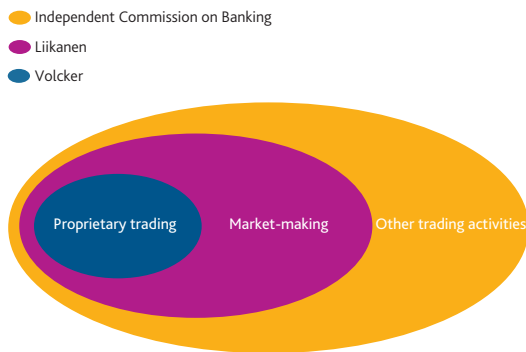 Independent Commission on Banking
Liikanen
Volcker
Proprietary trading
Market-making
Other trading activities